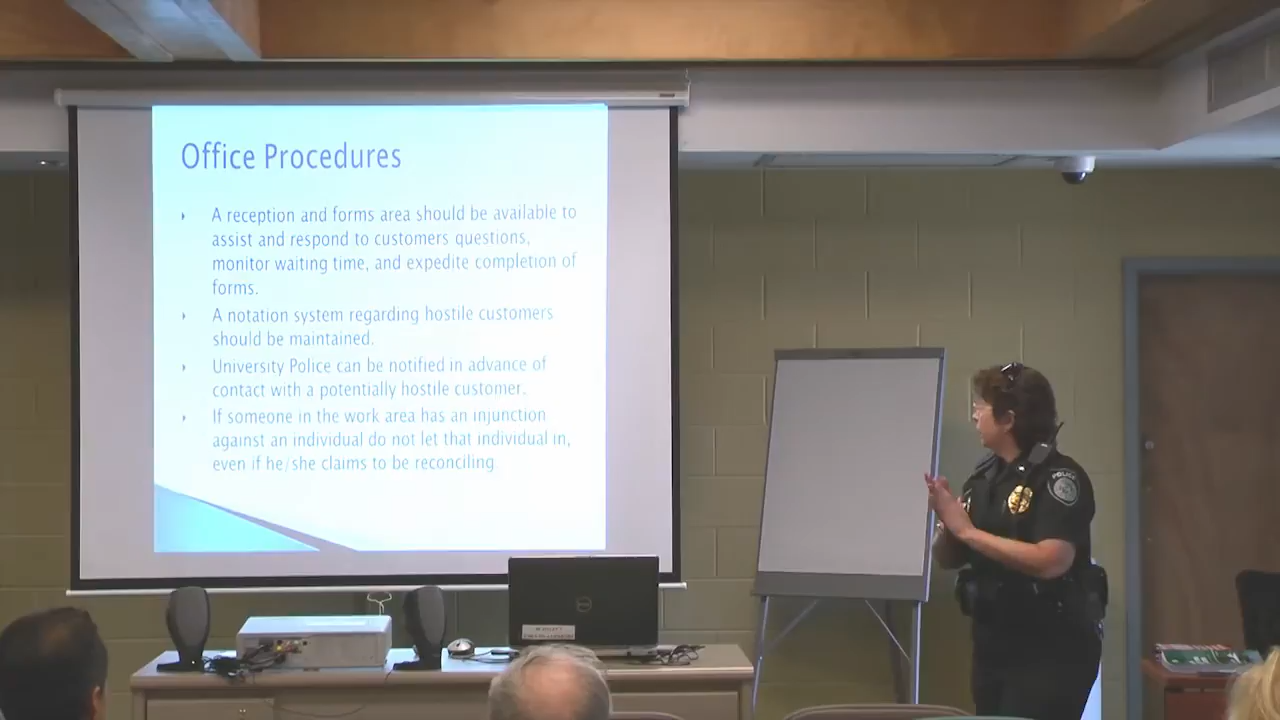 Office Procedures
A reception and forms area should be available to
assist and respond to customers questions,
monitor waiting time, and expedite completion of
forms.
A notation system regarding hostile customers
should be maintained.
University Police can be notified in advance of
contact with a potentially hostile customer.
If someone in the work area has an injunction
against an individual do not let that individual in,
even if he/she claims to be reconciling.
POLICE
DELL